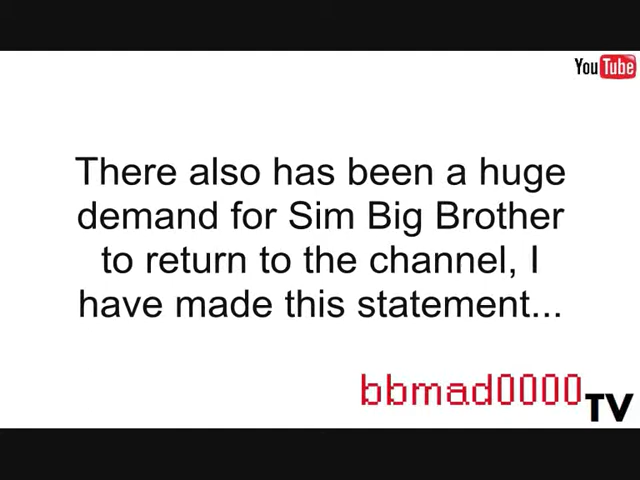 YouTube
There also has been a huge
demand for Sim Big Brother
to return to the channel, I
have made this statement...
bbmad0000TV